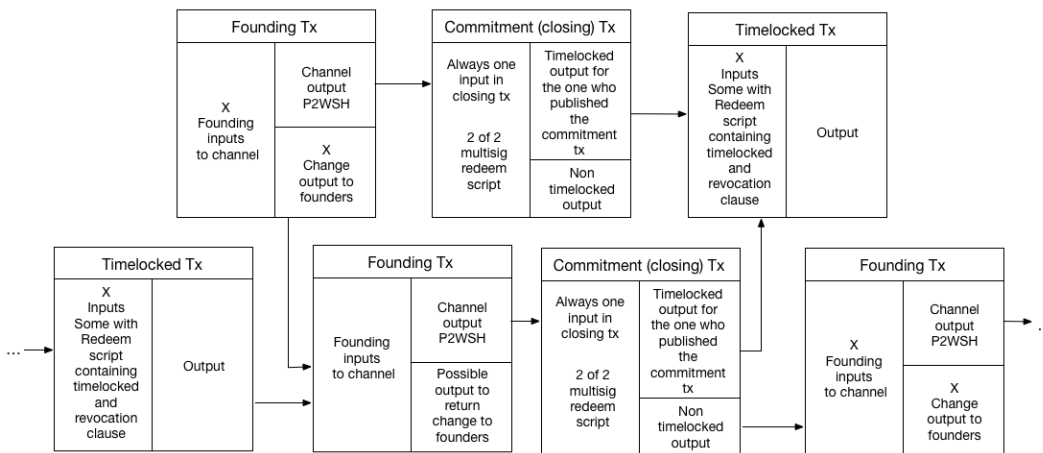 Founding Tx
X
Founding
inputs
to channel
Channel
output
P2WSH
X
Change
output to
founders
Commitment (closing) Tx
Always one
input in
closing tx
2 of 2
multisig
redeem
script
Timelocked
output for
the one who
published
the
commitment
tx
Non
timelocked
output
Timelocked Tx
X
Inputs
Some with
Redeem
script
containing
timelocked
and
revocation
clause
Output
...
Timelocked Tx
X
Inputs
Some with
Redeem
script
containing
timelocked
and
revocation
clause
Output
Founding Tx
Founding
inputs
to channel
Channel
output
P2WSH
Possible
output to
return
change to
founders
Commitment (closing) Tx
Always one
input in
closing tx
2 of 2
multisig
redeem
script
Timelocked
output for
the one who
published
the
commitment
tx
Non
timelocked
output
Founding Tx
X
Founding
inputs
to channel
Channel
output
P2WSH
X
Change
output to
founders
.